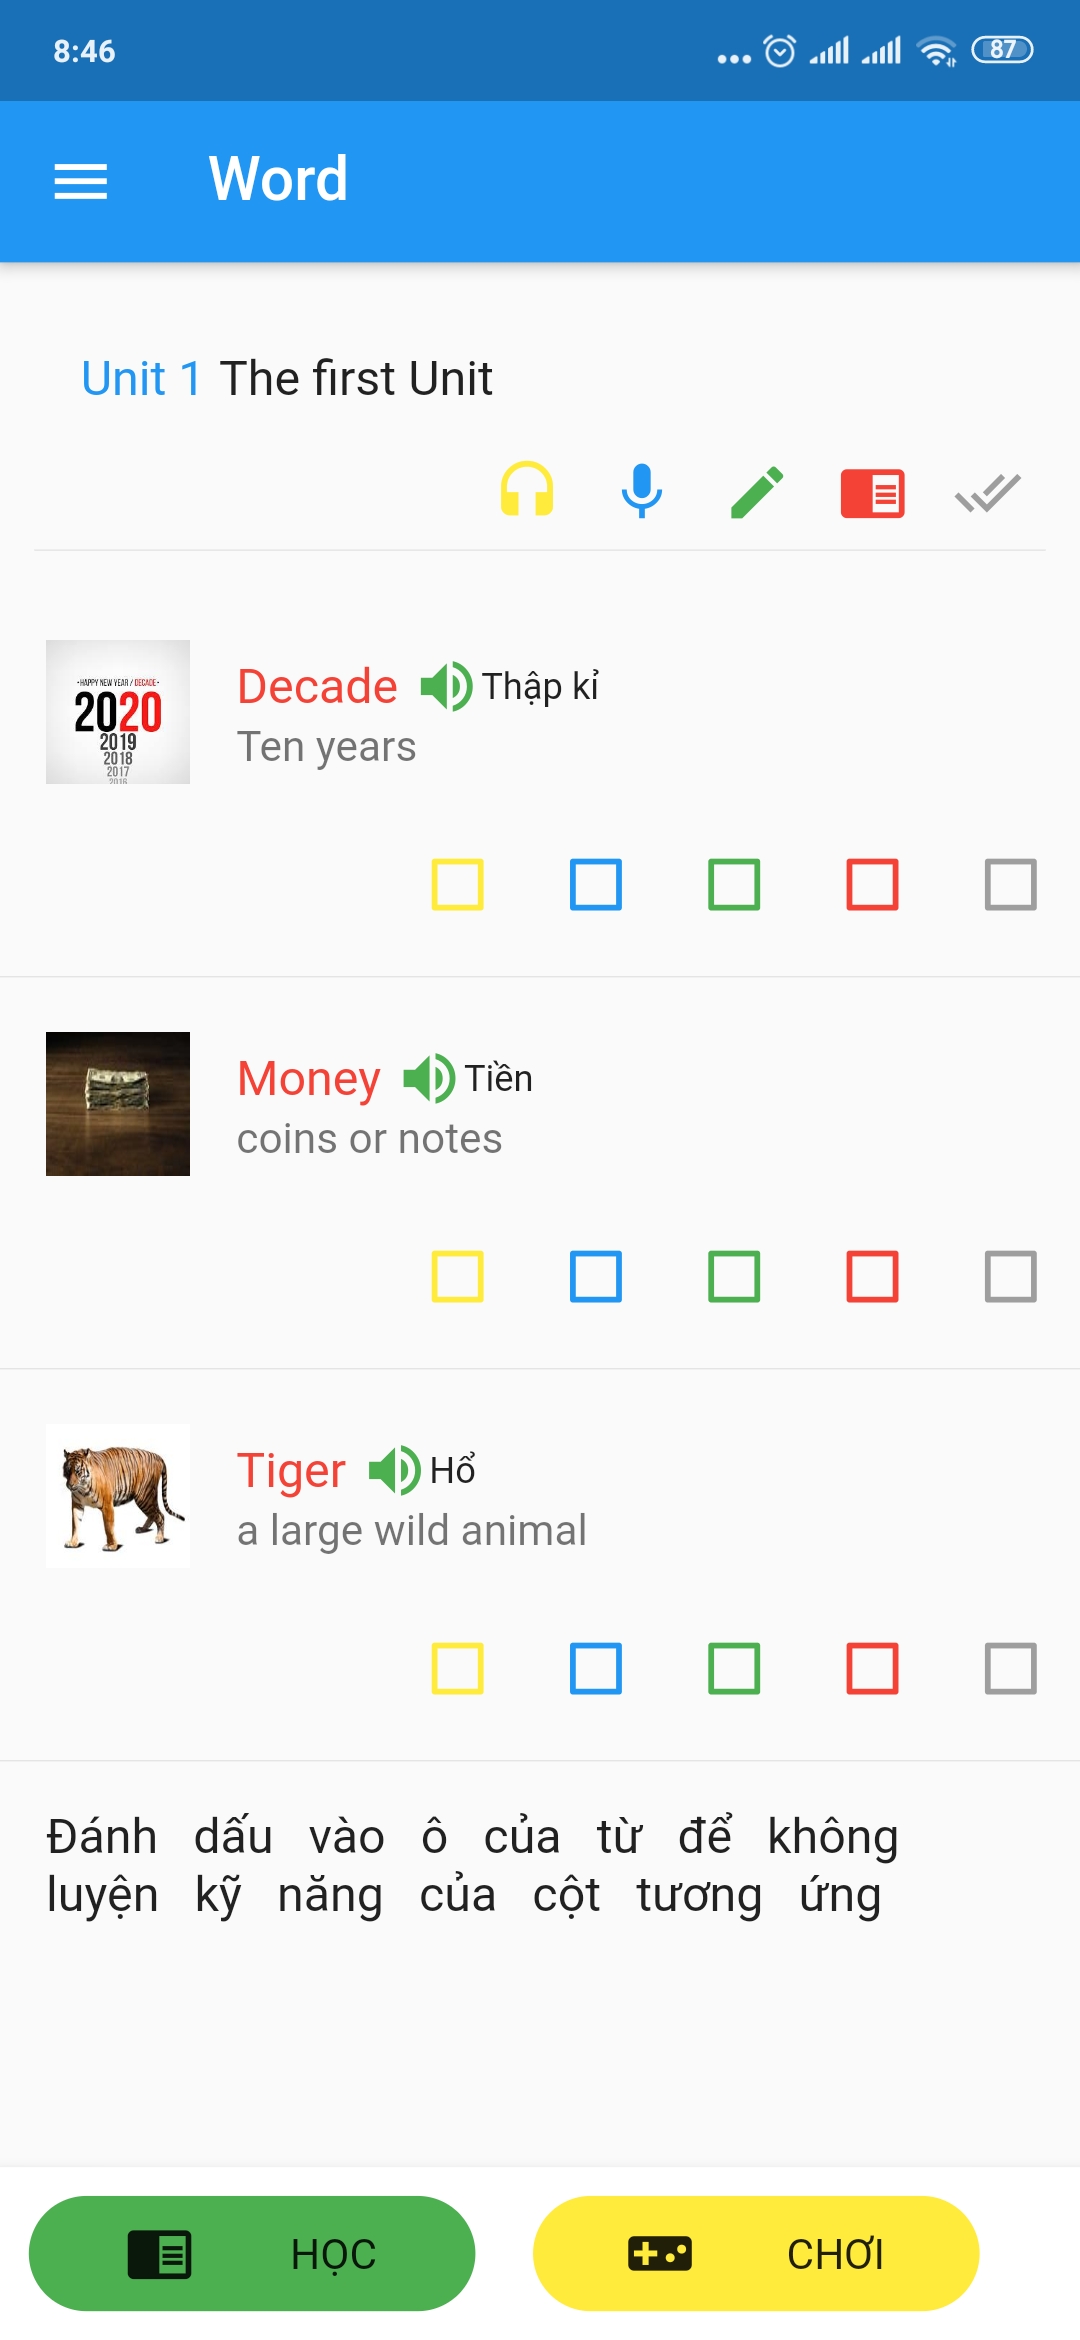 8:46
87
Word
Unit 1 The first Unit
•HAPPY NEW YEAR / DECADE•
2020
2019
2018
2017
2016
Decade Thập kỉ
Ten years
Money Tiền
coins or notes
Tiger Hổ
a large wild animal
Đánh dấu vào ô của từ để không
luyện kỹ năng của cột tương ứng
HỌC CHƠI